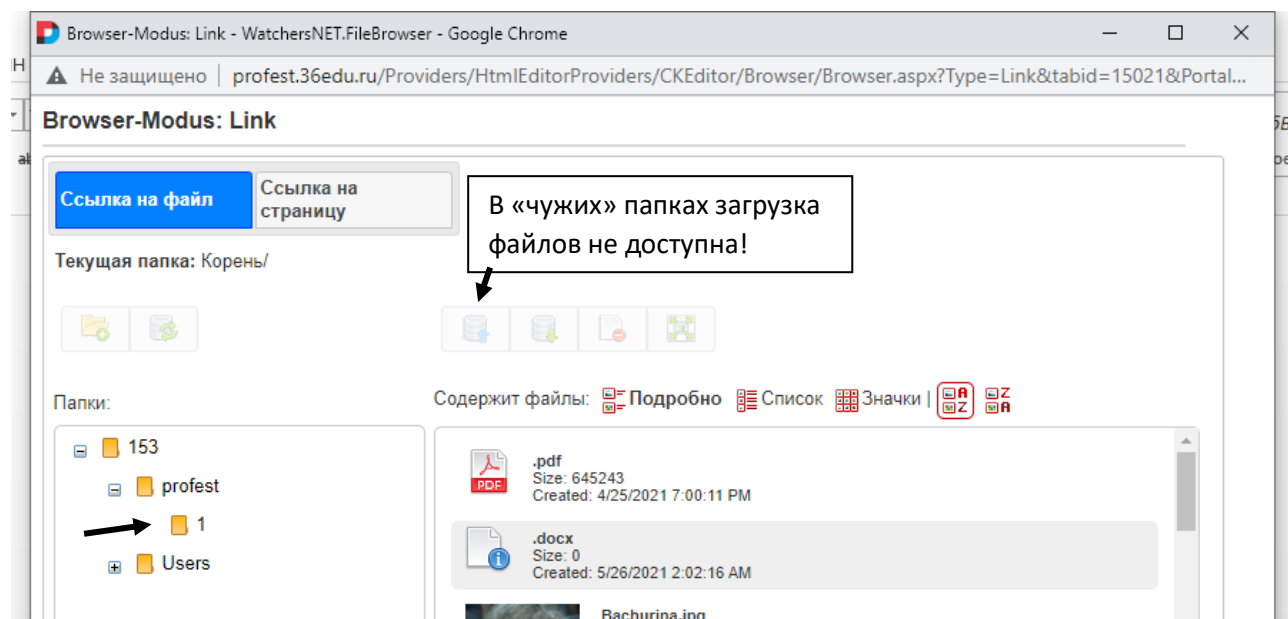 Browser-Modus: Link - WatchersNET.FileBrowser - Google Chrome
Не защищено | profest.36edu.ru/Providers/HtmlEditorProviders/CKEditor/Browser/Browser.aspx?Type=Link&tabid=15021&Portal...
Browser-Modus: Link
Ссылка на файл
Ссылка на
страницу
В «чужих» папках загрузка
файлов не доступна!
Текущая папка: Корень/
Папки:
Содержит файлы: Подробно Список Значки |
153
profest
1
Users
.pdf
Size: 645243
Created: 4/25/2021 7:00:11 PM
.docx
Size: 0
Created: 5/26/2021 2:02:16 AM
Bachurina.jpg